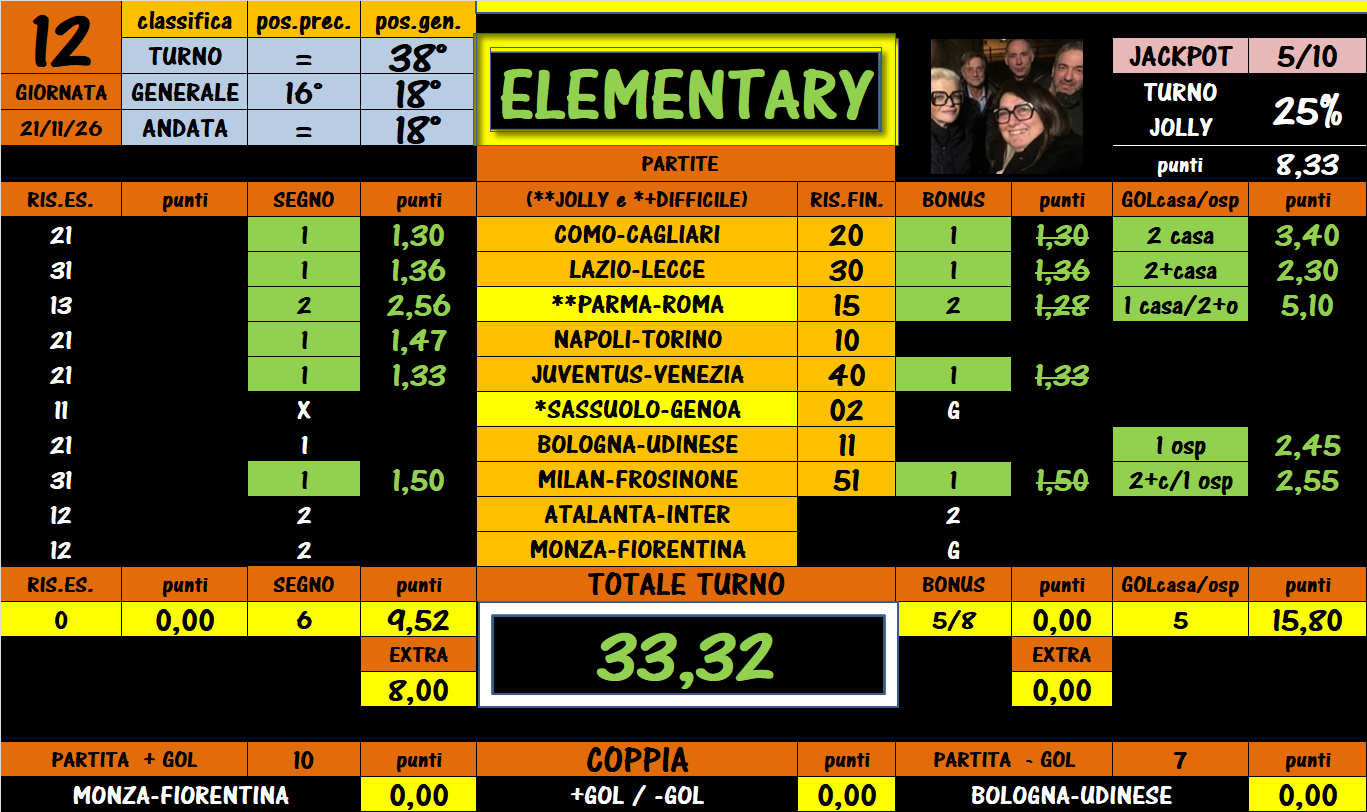 12 classifica pos.prec. pos.gen.
TURNO = 38°
GIORNATA GENERALE 16° 18°
21/11/26 ANDATA = 18°
ELEMENTARY
JACKPOT 5/10
TURNO JOLLY 25%
punti 8,33
PARTITE
RIS.ES. punti SEGNO punti (**JOLLY e *+DIFFICILE) RIS.FIN. BONUS punti GOLcasa/osp punti
21 1 1,30 COMO-CAGLIARI 20 1 1,30 2 casa 3,40
31 1 1,36 LAZIO-LECCE 30 1 1,36 2+casa 2,30
13 2 2,56 **PARMA-ROMA 15 2 1,28 1 casa/2+o 5,10
21 1 1,47 NAPOLI-TORINO 10
21 1 1,33 JUVENTUS-VENEZIA 40 1 1,33
11 X *SASSUOLO-GENOA 02 G
21 1 BOLOGNA-UDINESE 11 1 osp 2,45
31 1 1,50 MILAN-FROSINONE 51 1 1,50 2+c/1 osp 2,55
12 2 ATALANTA-INTER 2
12 2 MONZA-FIORENTINA G
RIS.ES. punti SEGNO punti TOTALE TURNO BONUS punti GOLcasa/osp punti
0 0,00 6 9,52 5/8 0,00 5 15,80
33,32
EXTRA EXTRA
8,00 0,00
PARTITA + GOL 10 punti COPPIA punti PARTITA - GOL 7 punti
MONZA-FIORENTINA 0,00 +GOL / -GOL 0,00 BOLOGNA-UDINESE 0,00